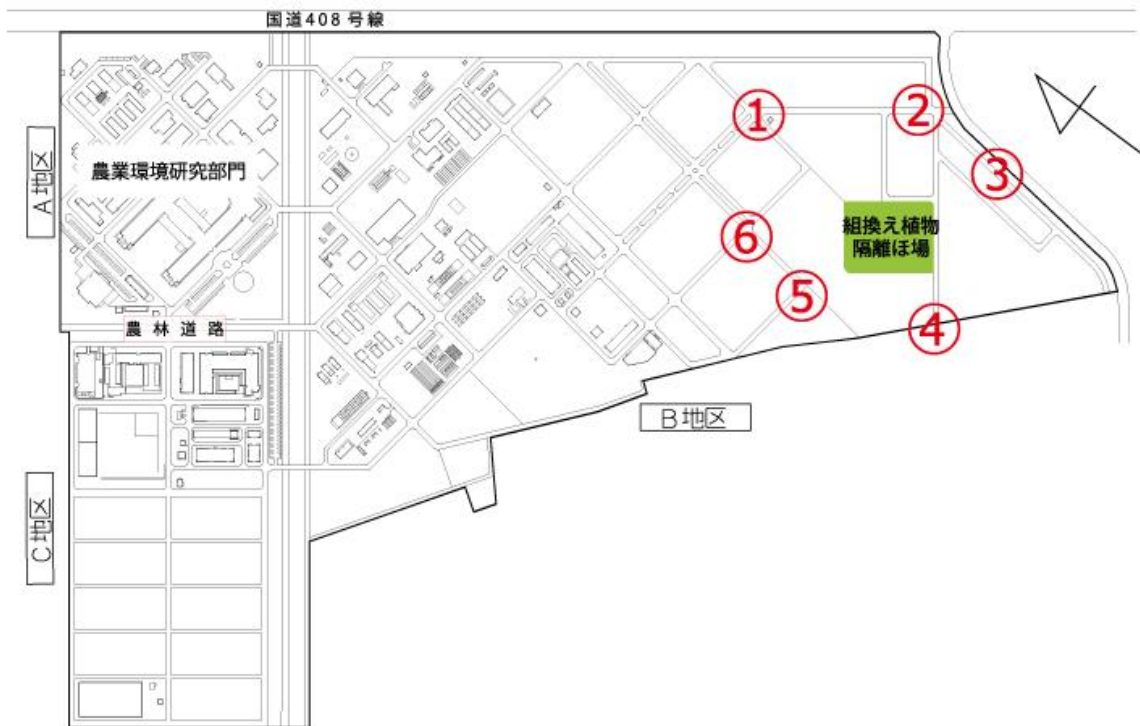 国道408号線
①
②
A地区
農業環境研究部門
③
組換え植物
隔離ほ場
⑥
⑤
農林道路
④
B地区
C地区